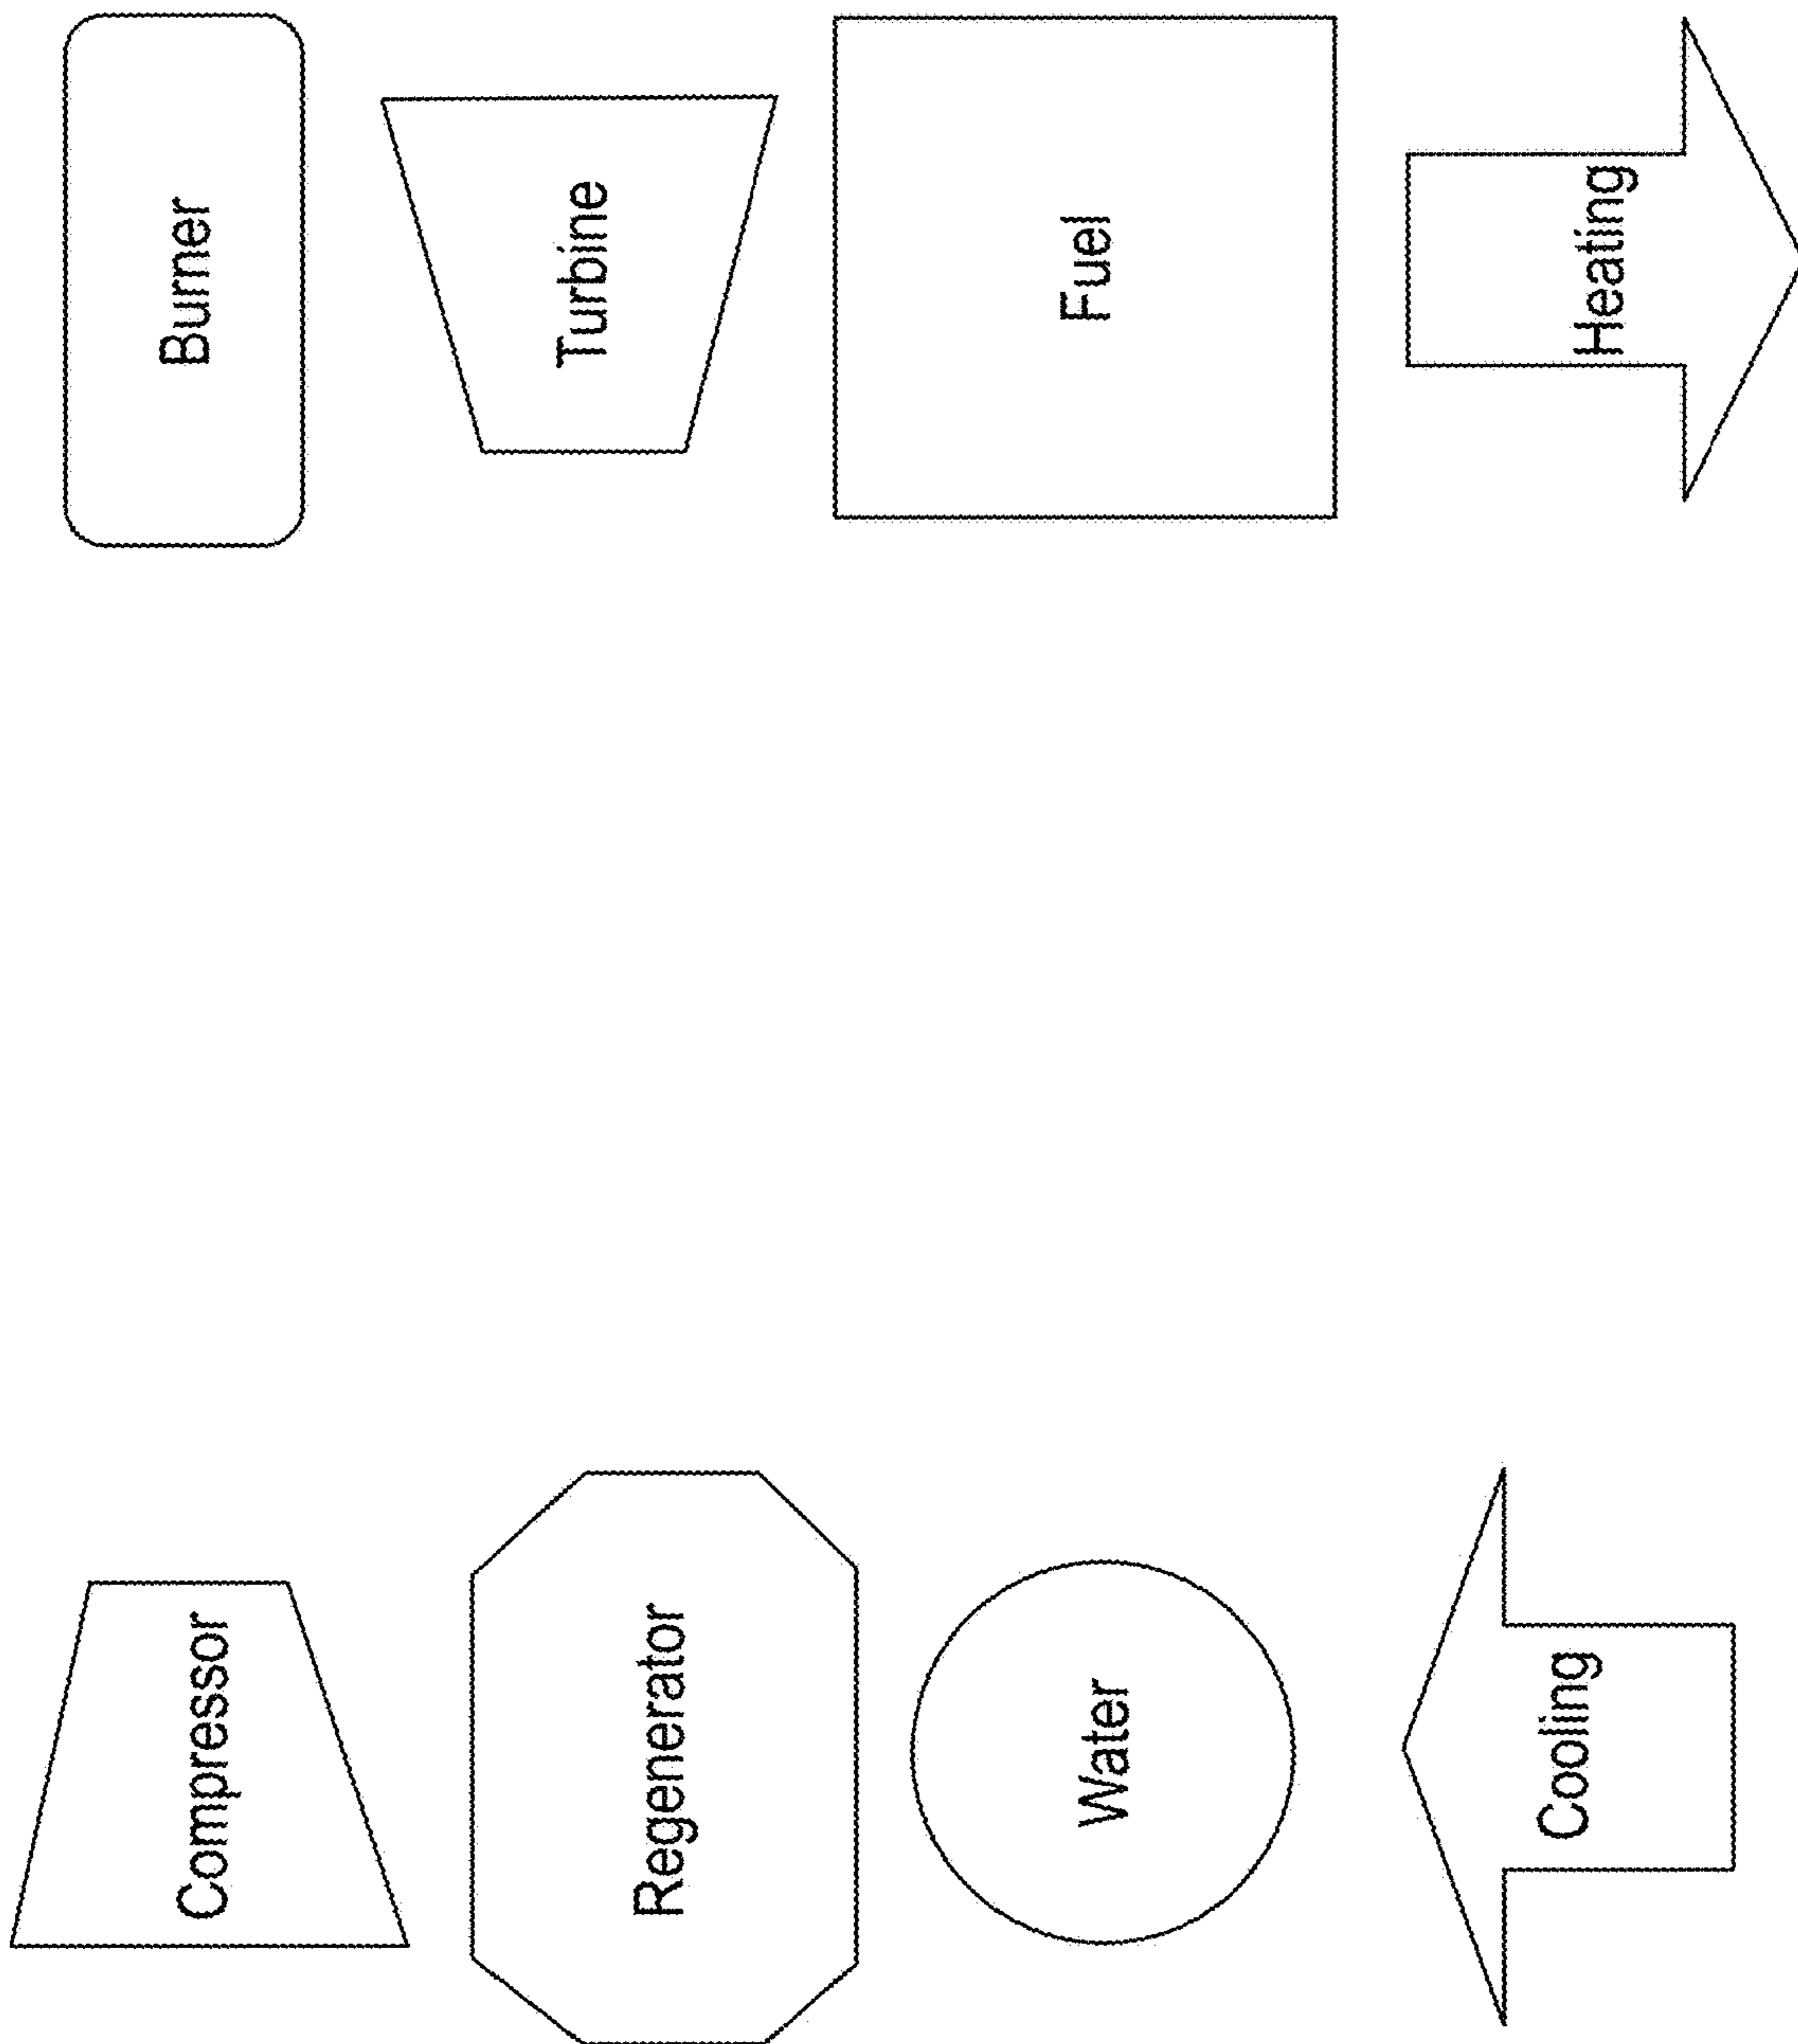 Compressor
Burner
Regenerator
Turbine
Water
Fuel
Cooling
Heating